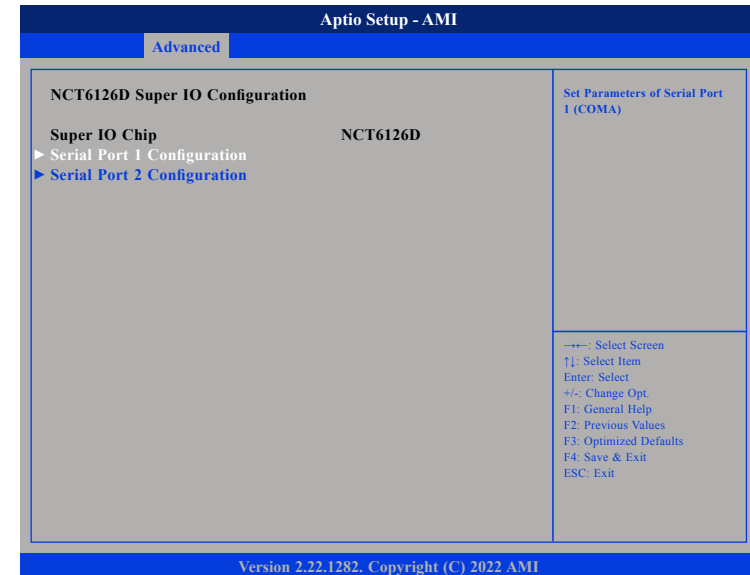 Aptio Setup - AMI
Advanced
NCT6126D Super IO Configuration
Super IO Chip NCT6126D
► Serial Port 1 Configuration
► Serial Port 2 Configuration
Set Parameters of Serial Port
1 (COMA)
→←: Select Screen
↑↓: Select Item
Enter: Select
+/-: Change Opt.
F1: General Help
F2: Previous Values
F3: Optimized Defaults
F4: Save & Exit
ESC: Exit
Version 2.22.1282. Copyright (C) 2022 AMI